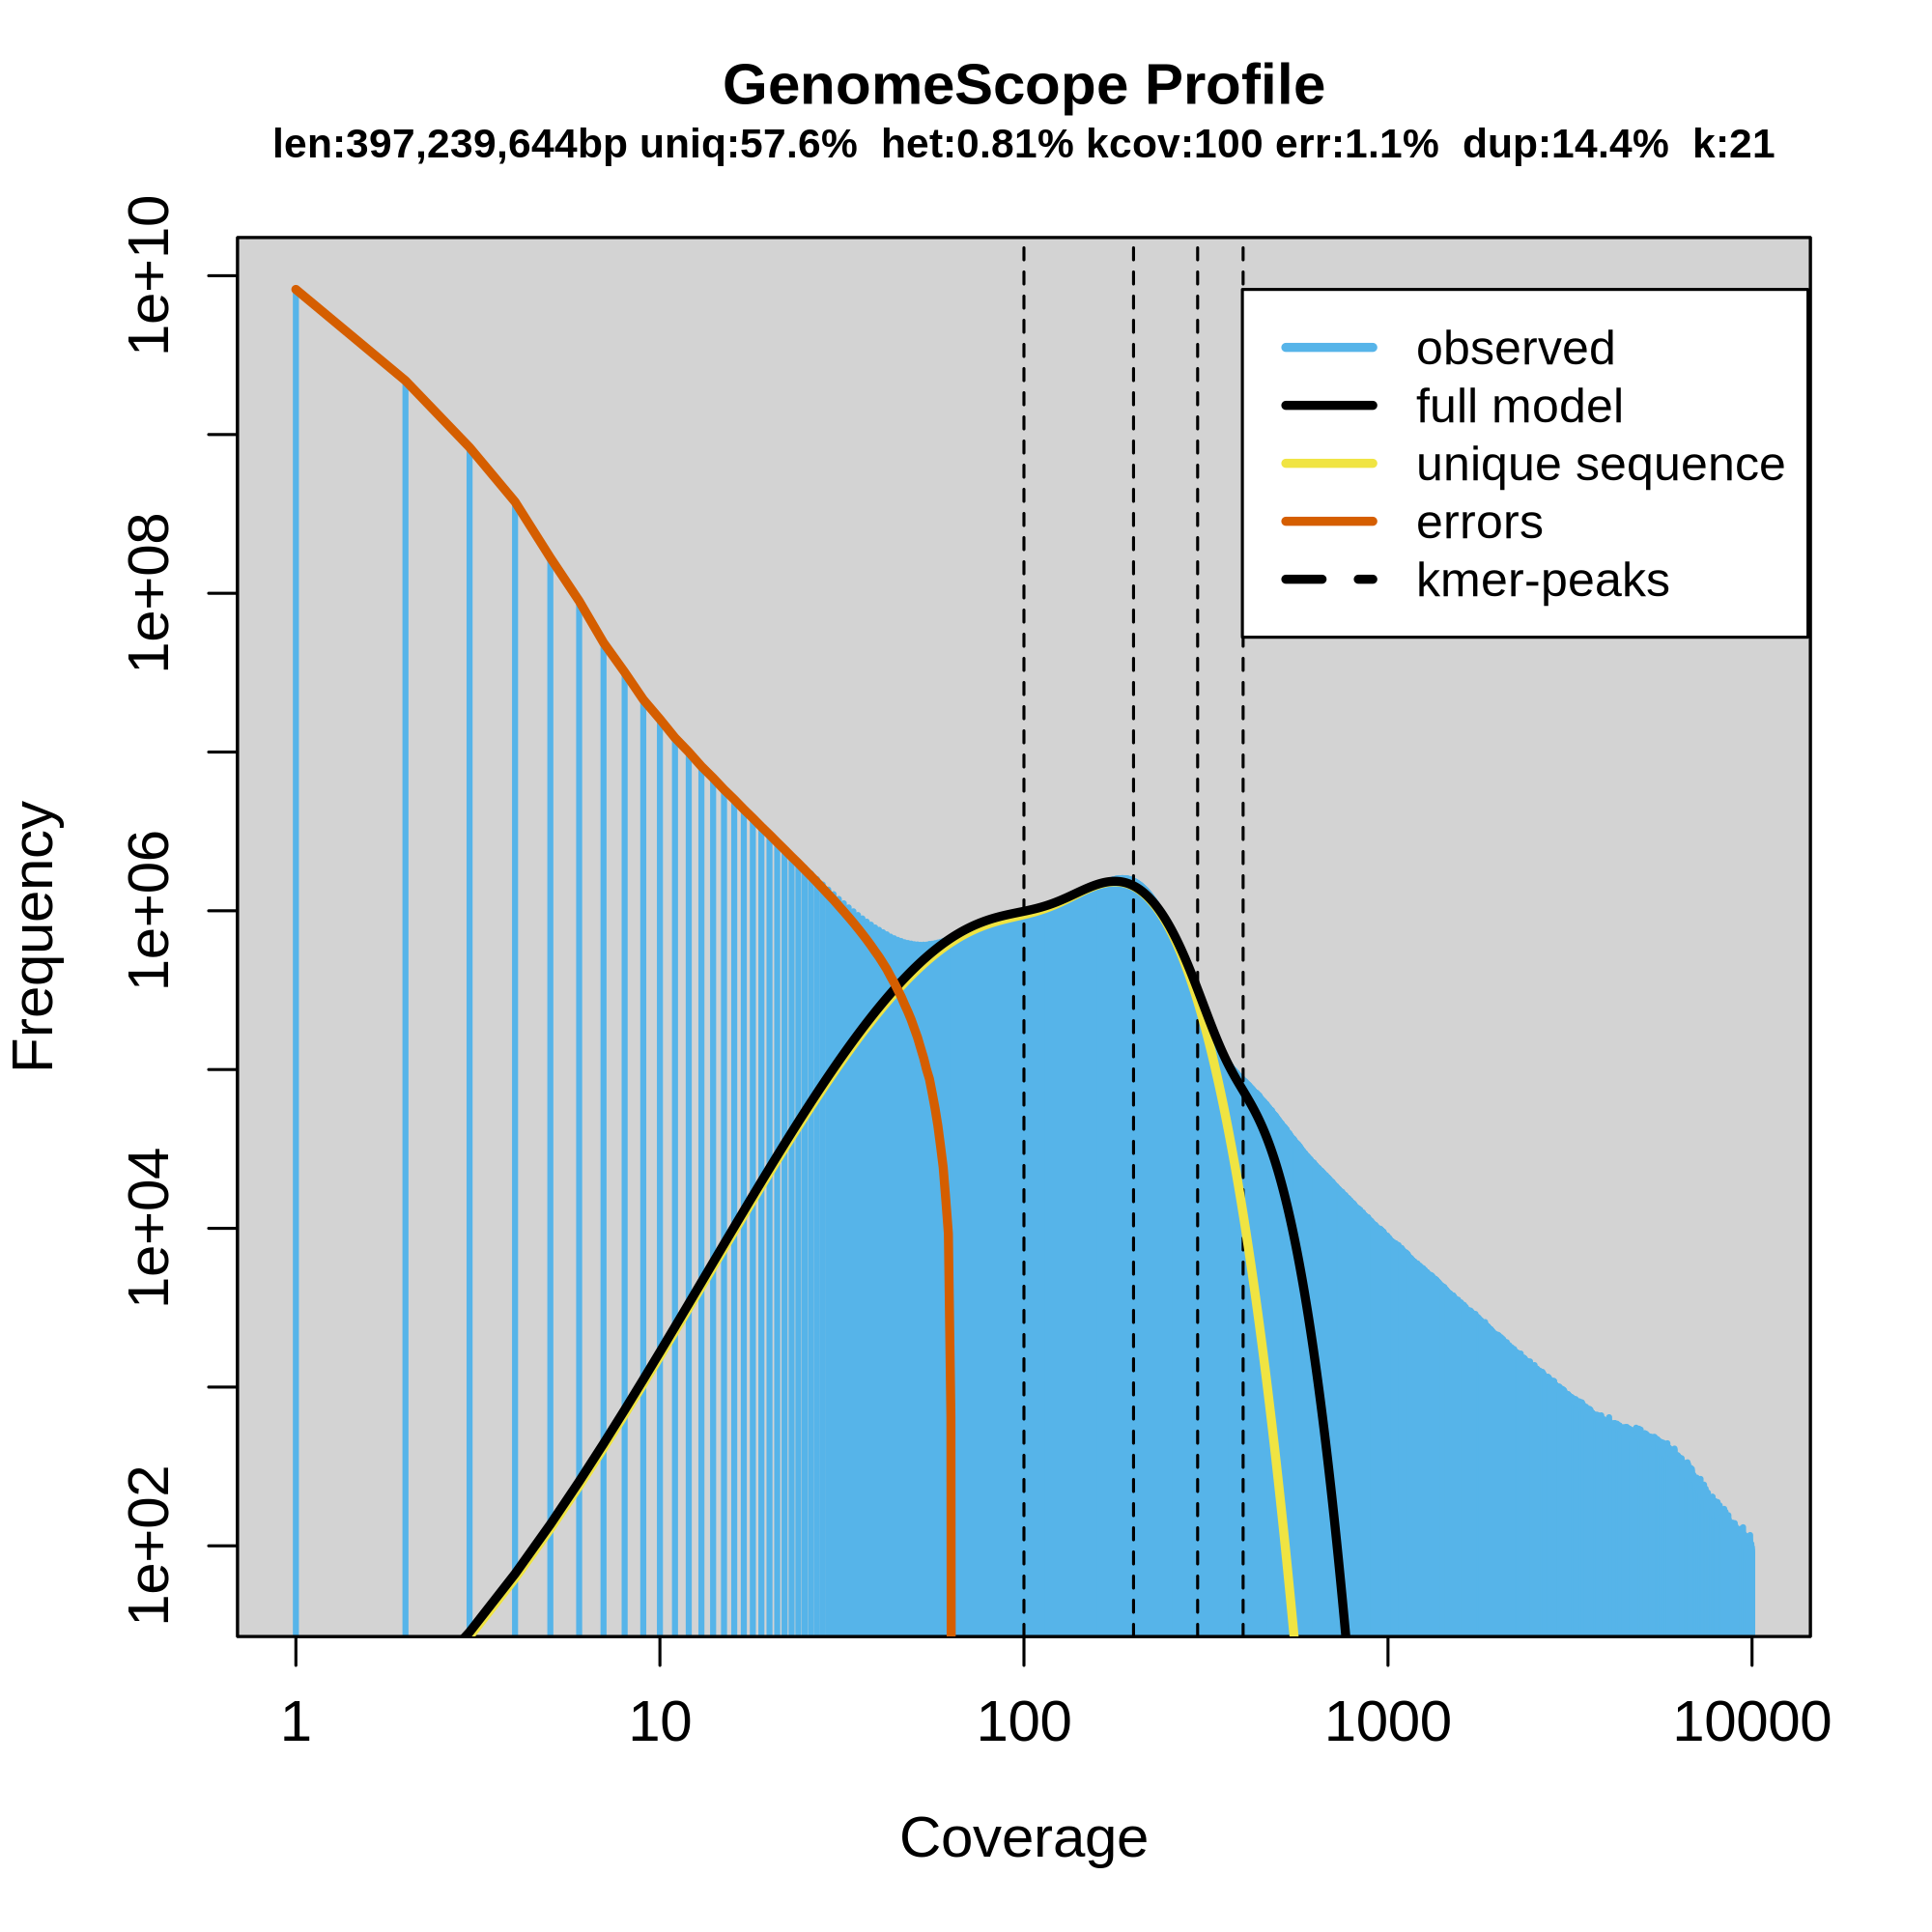 GenomeScope Profile
len:397,239,644bp uniq:57.6% het:0.81% kcov:100 err:1.1% dup:14.4% k:21
1e+10
1e+08
1e+06
1e+04
1e+02
Frequency
observed
full model
unique sequence
errors
kmer-peaks
1 10 100 1000 10000
Coverage